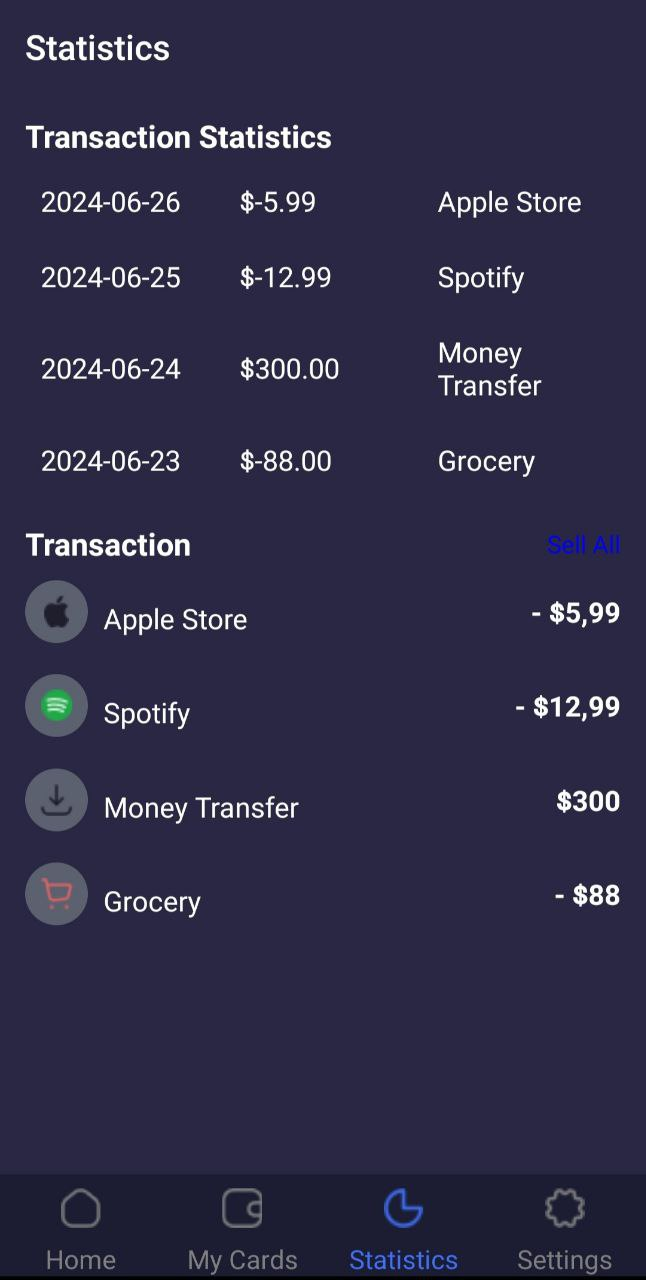 Statistics
Transaction Statistics
2024-06-26 $-5.99 Apple Store
2024-06-25 $-12.99 Spotify
2024-06-24 $300.00 Money
Transfer
2024-06-23 $-88.00 Grocery
Transaction Sell All
Apple Store - $5,99
Spotify - $12,99
Money Transfer $300
Grocery - $88
Home My Cards Statistics Settings